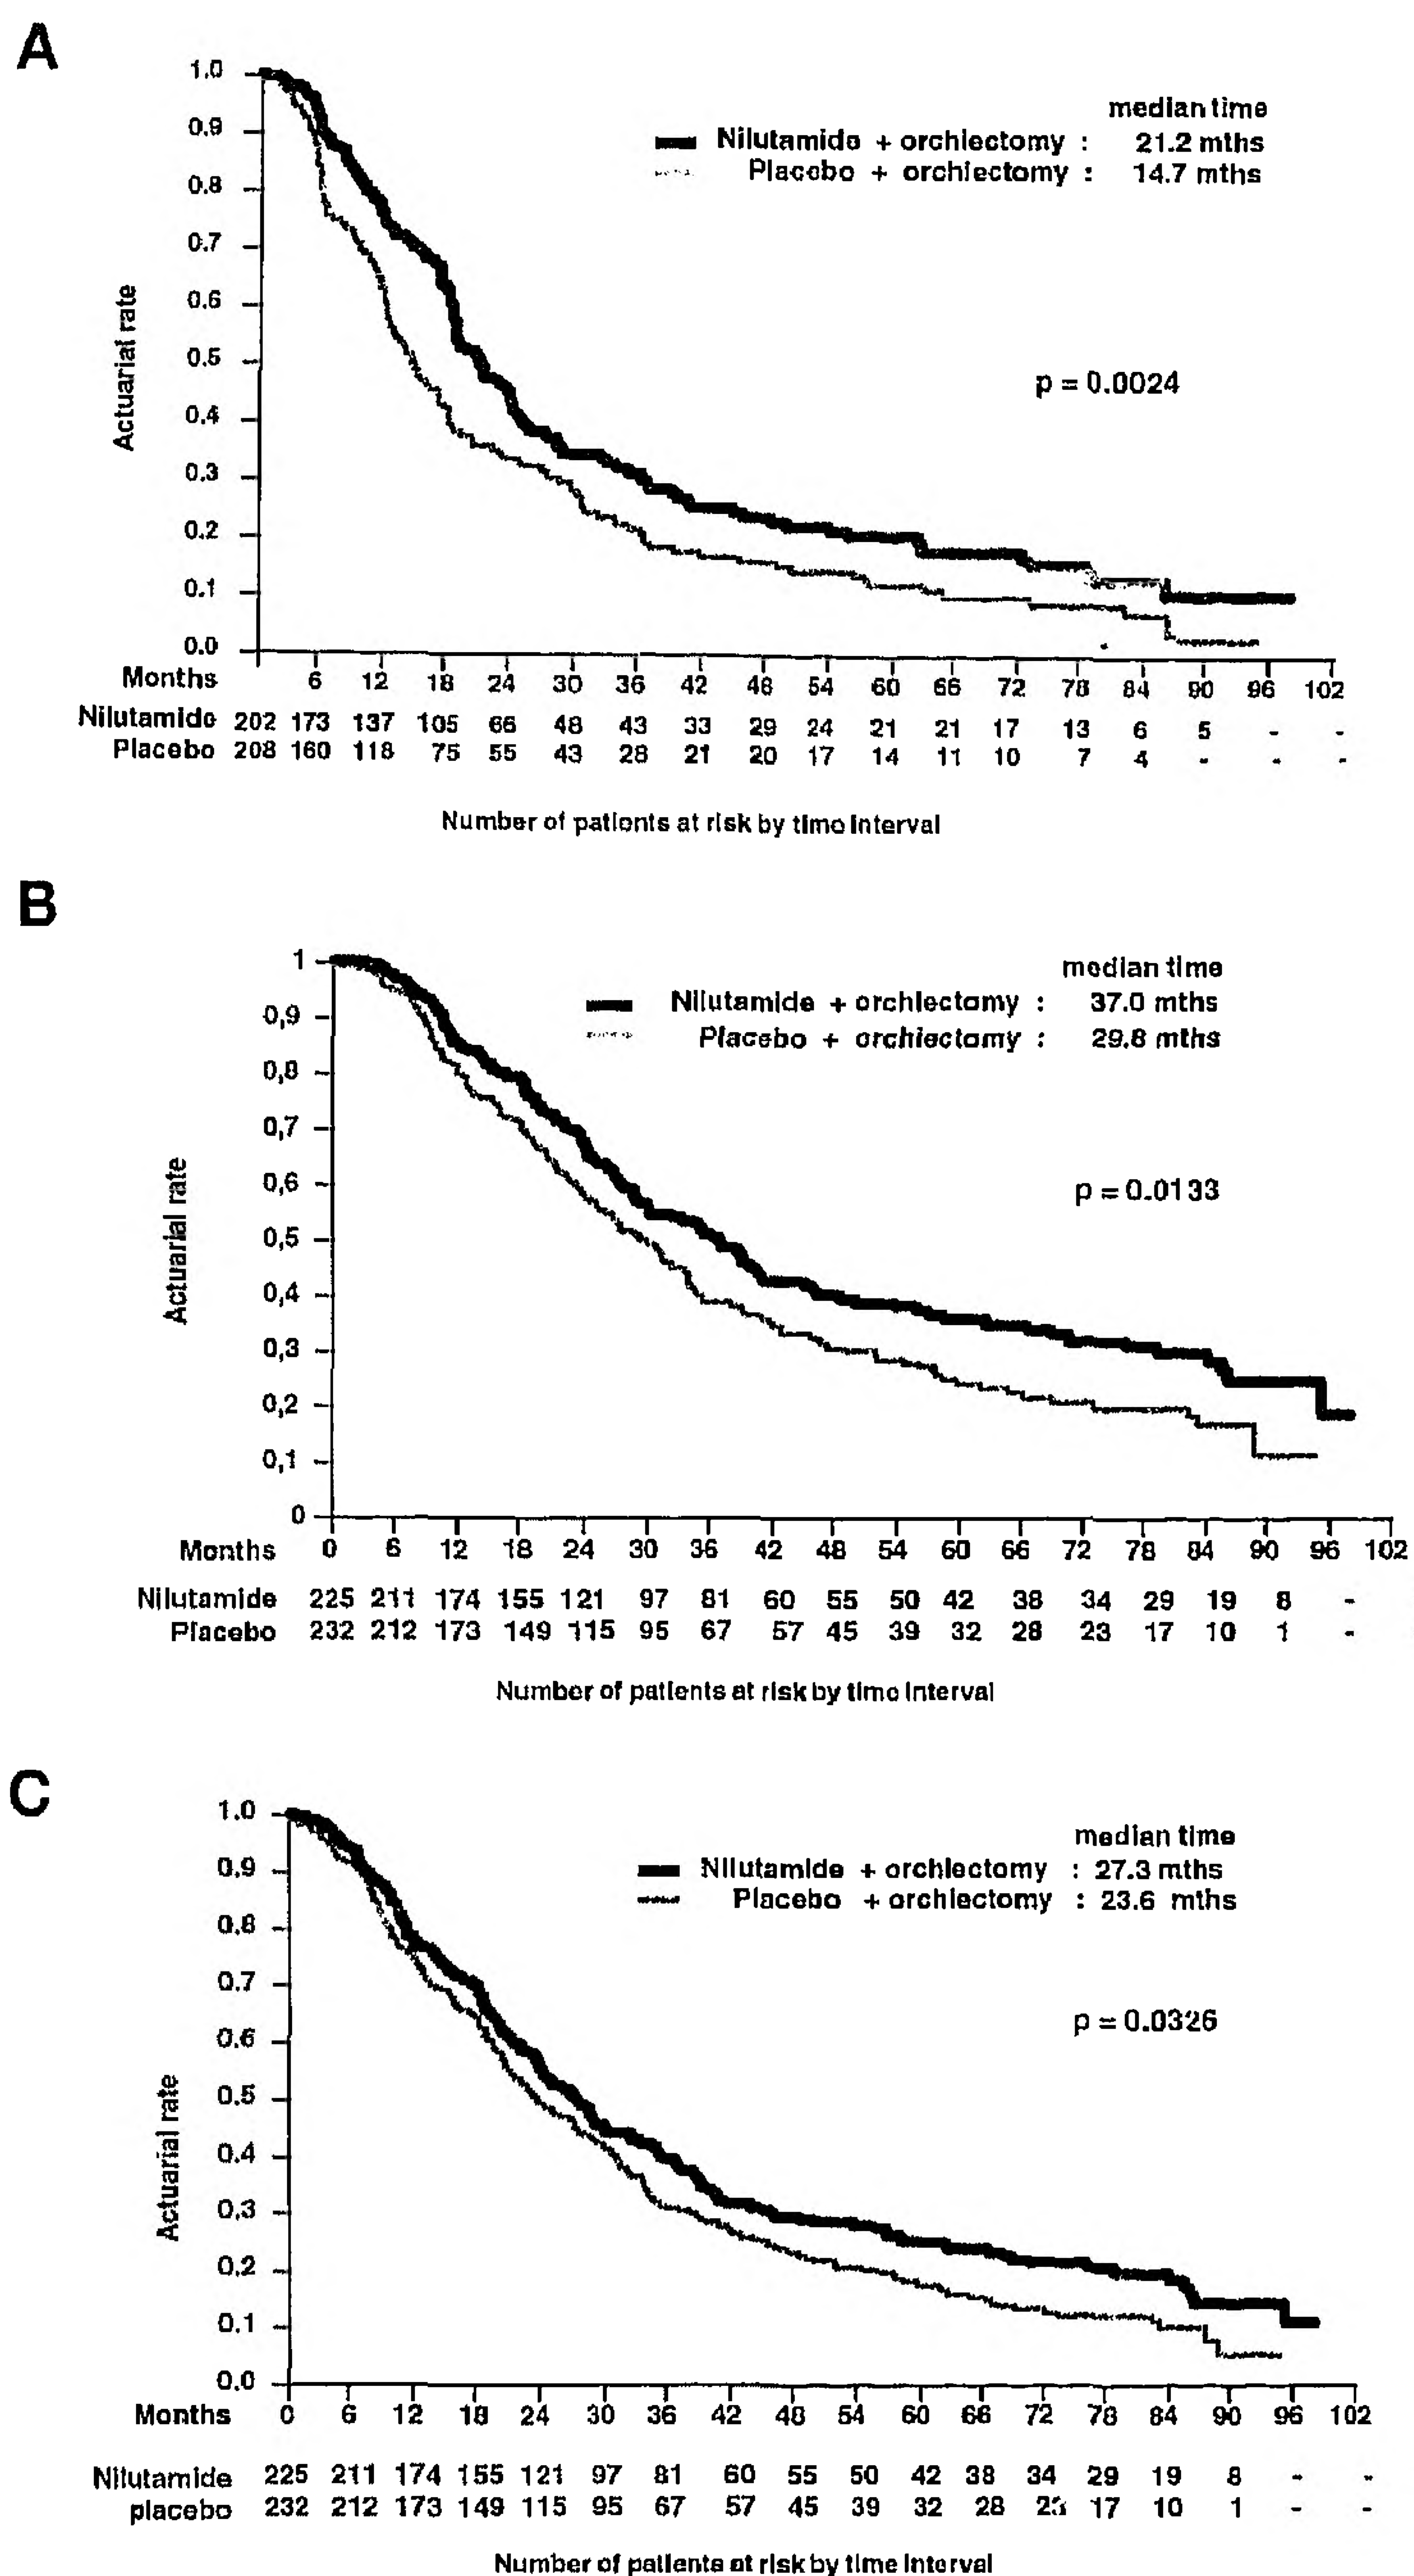 A
median time
Nilutamide + orchiectomy : 21.2 mths
Placebo + orchiectomy : 14.7 mths
1.0
0.9
0.8
0.7
0.6
0.5
0.4
0.3
0.2
0.1
0.0
Actuarial rate
p = 0.0024
Months 6 12 18 24 30 36 42 48 54 60 66 72 78 84 90 96 102
Nilutamide 202 173 137 105 66 48 43 33 29 24 21 21 17 13 6 5 - -
Placebo 208 160 118 75 55 43 28 21 20 17 14 11 10 7 4 - - -
Number of patients at risk by time interval
B
median time
Nilutamide + orchiectomy : 37.0 mths
Placebo + orchiectomy : 29.8 mths
1
0,9
0,8
0,7
0,6
0,5
0,4
0,3
0,2
0,1
0
Actuarial rate
p = 0.0133
Months 0 6 12 18 24 30 36 42 48 54 60 66 72 78 84 90 96 102
Nilutamide 225 211 174 155 121 97 81 60 55 50 42 38 34 29 19 8 -
Placebo 232 212 173 149 115 95 67 57 45 39 32 28 23 17 10 1 -
Number of patients at risk by time interval
C
median time
Nilutamide + orchiectomy : 27.3 mths
Placebo + orchiectomy : 23.6 mths
1.0
0.9
0.8
0.7
0.6
0.5
0.4
0.3
0.2
0.1
0.0
Actuarial rate
p = 0.0326
Months 0 6 12 18 24 30 36 42 48 54 60 66 72 78 84 90 96 102
Nilutamide 225 211 174 155 121 97 81 60 55 50 42 38 34 29 19 8 - -
placebo 232 212 173 149 115 95 67 57 45 39 32 28 23 17 10 1 - -
Number of patients at risk by time interval